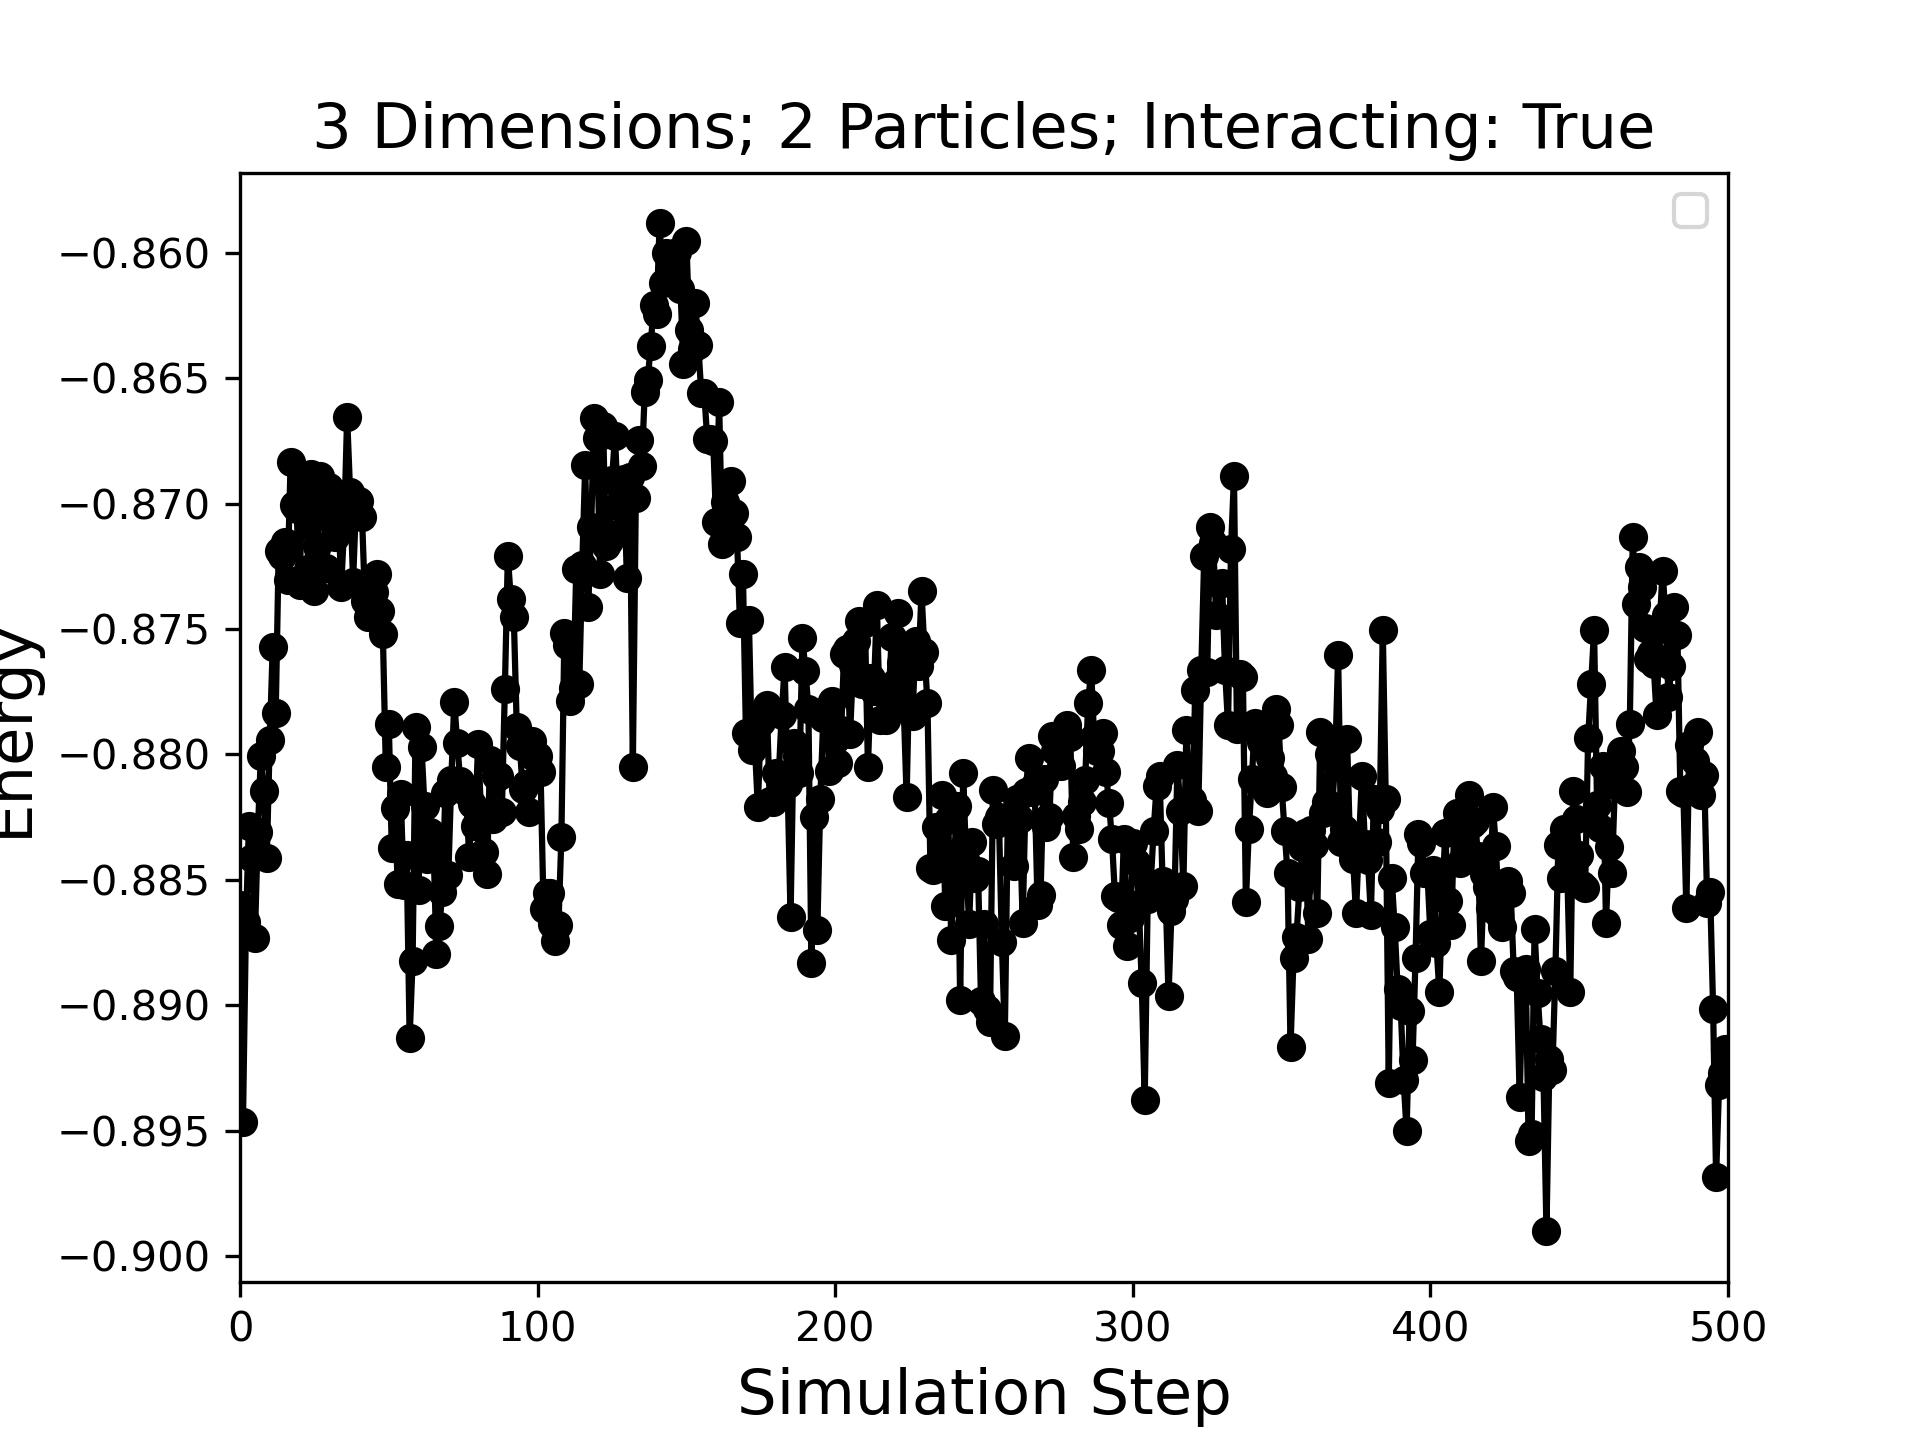 3 Dimensions; 2 Particles; Interacting: True
−0.860
−0.865
−0.870
−0.875
−0.880
−0.885
−0.890
−0.895
−0.900
Energy
0 100 200 300 400 500
Simulation Step